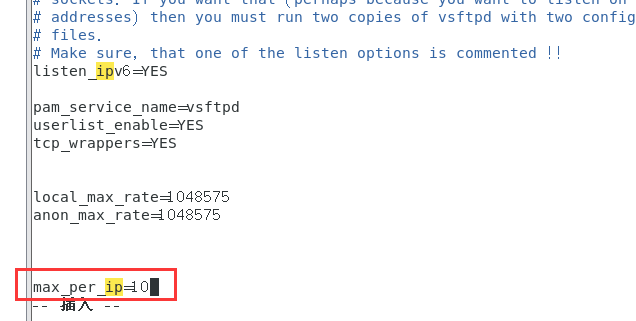 # sockets. If you want that (perhaps because you want to listen on
# addresses) then you must run two copies of vsftpd with two config
# files.
# Make sure, that one of the listen options is commented !!
listen_ipv6=YES
pam_service_name=vsftpd
userlist_enable=YES
tcp_wrappers=YES
local_max_rate=1048575
anon_max_rate=1048575
max_per_ip=10
-- 插入 --